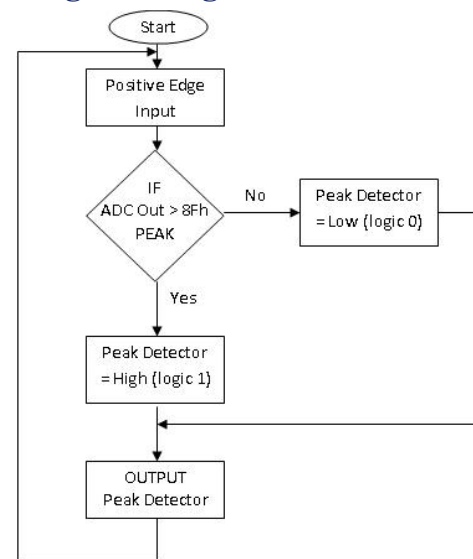 Start
Positive Edge
Input
IF
ADC Out > 8Fh
PEAK
No
Peak Detector
= Low (logic 0)
Yes
Peak Detector
= High (logic 1)
OUTPUT
Peak Detector